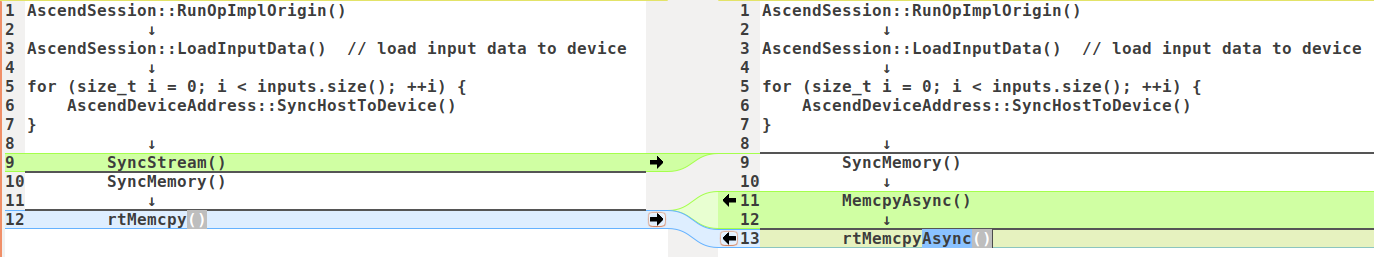 1 AscendSession::RunOpImplOrigin()
2 ↓
3 AscendSession::LoadInputData()  // load input data to device
4 ↓
5 for (size_t i = 0; i < inputs.size(); ++i) {
6     AscendDeviceAddress::SyncHostToDevice()
7 }
8 ↓
9         SyncStream()
10         SyncMemory()
11 ↓
12         rtMemcpy()
1 AscendSession::RunOpImplOrigin()
2 ↓
3 AscendSession::LoadInputData()  // load input data to device
4 ↓
5 for (size_t i = 0; i < inputs.size(); ++i) {
6     AscendDeviceAddress::SyncHostToDevice()
7 }
8 ↓
9         SyncMemory()
10 ↓
11         MemcpyAsync()
12 ↓
13         rtMemcpyAsync()